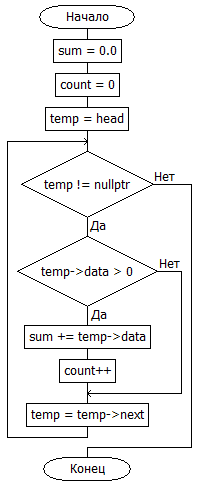 Начало
sum = 0.0
count = 0
temp = head
temp != nullptr
Нет
Да
temp->data > 0
Нет
Да
sum += temp->data
count++
temp = temp->next
Конец